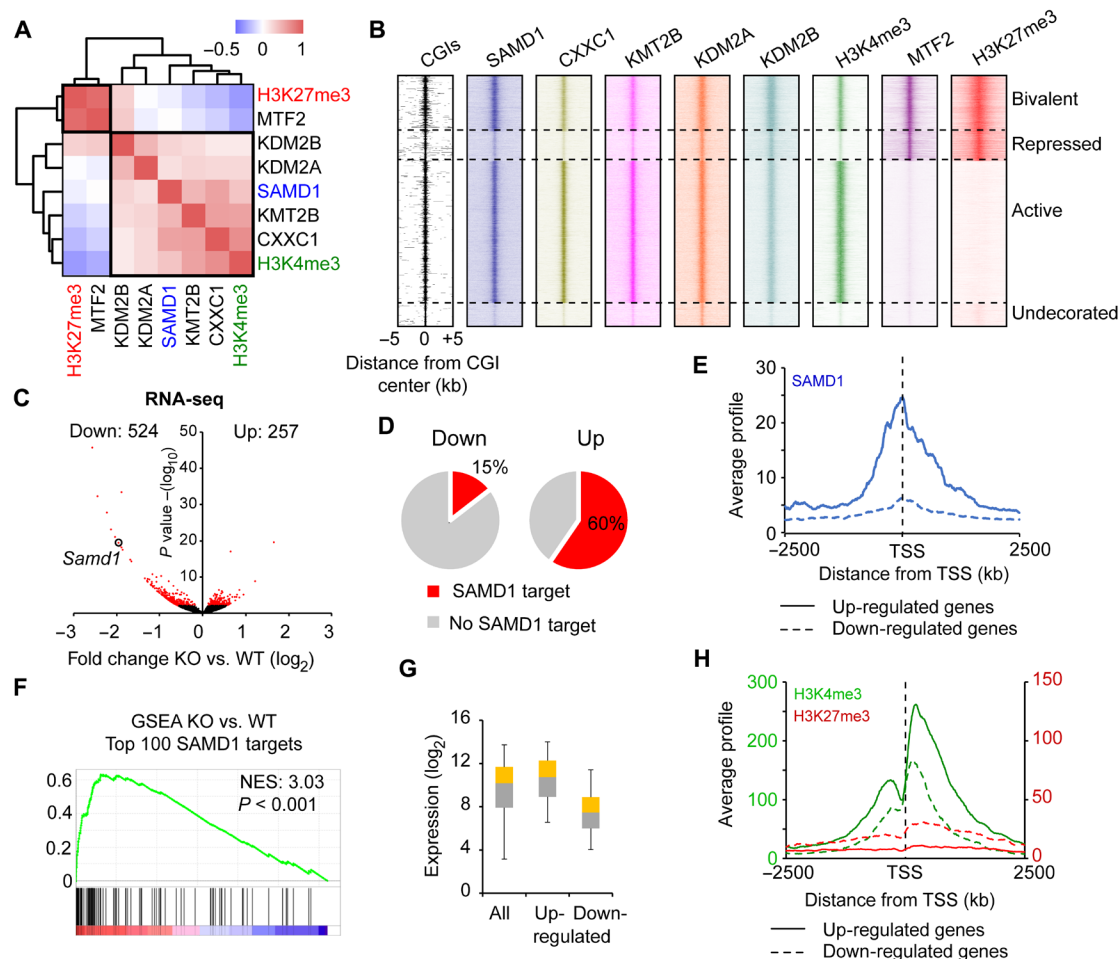 A
−0.5 0 1
H3K27me3
MTF2
KDM2B
KDM2A
SAMD1
KMT2B
CXXC1
H3K4me3
H3K27me3
MTF2
KDM2B
KDM2A
SAMD1
KMT2B
CXXC1
H3K4me3
B
CGIs
SAMD1
CXXC1
KMT2B
KDM2A
KDM2B
H3K4me3
MTF2
H3K27me3
Bivalent
Repressed
Active
Undecorated
−5 0 +5
Distance from CGI
center (kb)
C
RNA-seq
Down: 524
Up: 257
50
40
30
20
10
0
P value −(log10)
Samd1
−3 −2 −1 0 1 2 3
Fold change KO vs. WT (log2)
D
Down
Up
15%
60%
SAMD1 target
No SAMD1 target
E
SAMD1
30
20
10
0
Average profile
−2500 TSS 2500
Distance from TSS (kb)
Up-regulated genes
Down-regulated genes
F
GSEA KO vs. WT
Top 100 SAMD1 targets
NES: 3.03
P < 0.001
0.6
0.4
0.2
0
G
16
12
8
4
0
Expression (log2)
All Up- Down-
regulated
H
H3K4me3
H3K27me3
300
200
100
50
0
150
100
50
0
Average profile
−2500 TSS 2500
Distance from TSS (kb)
Up-regulated genes
Down-regulated genes